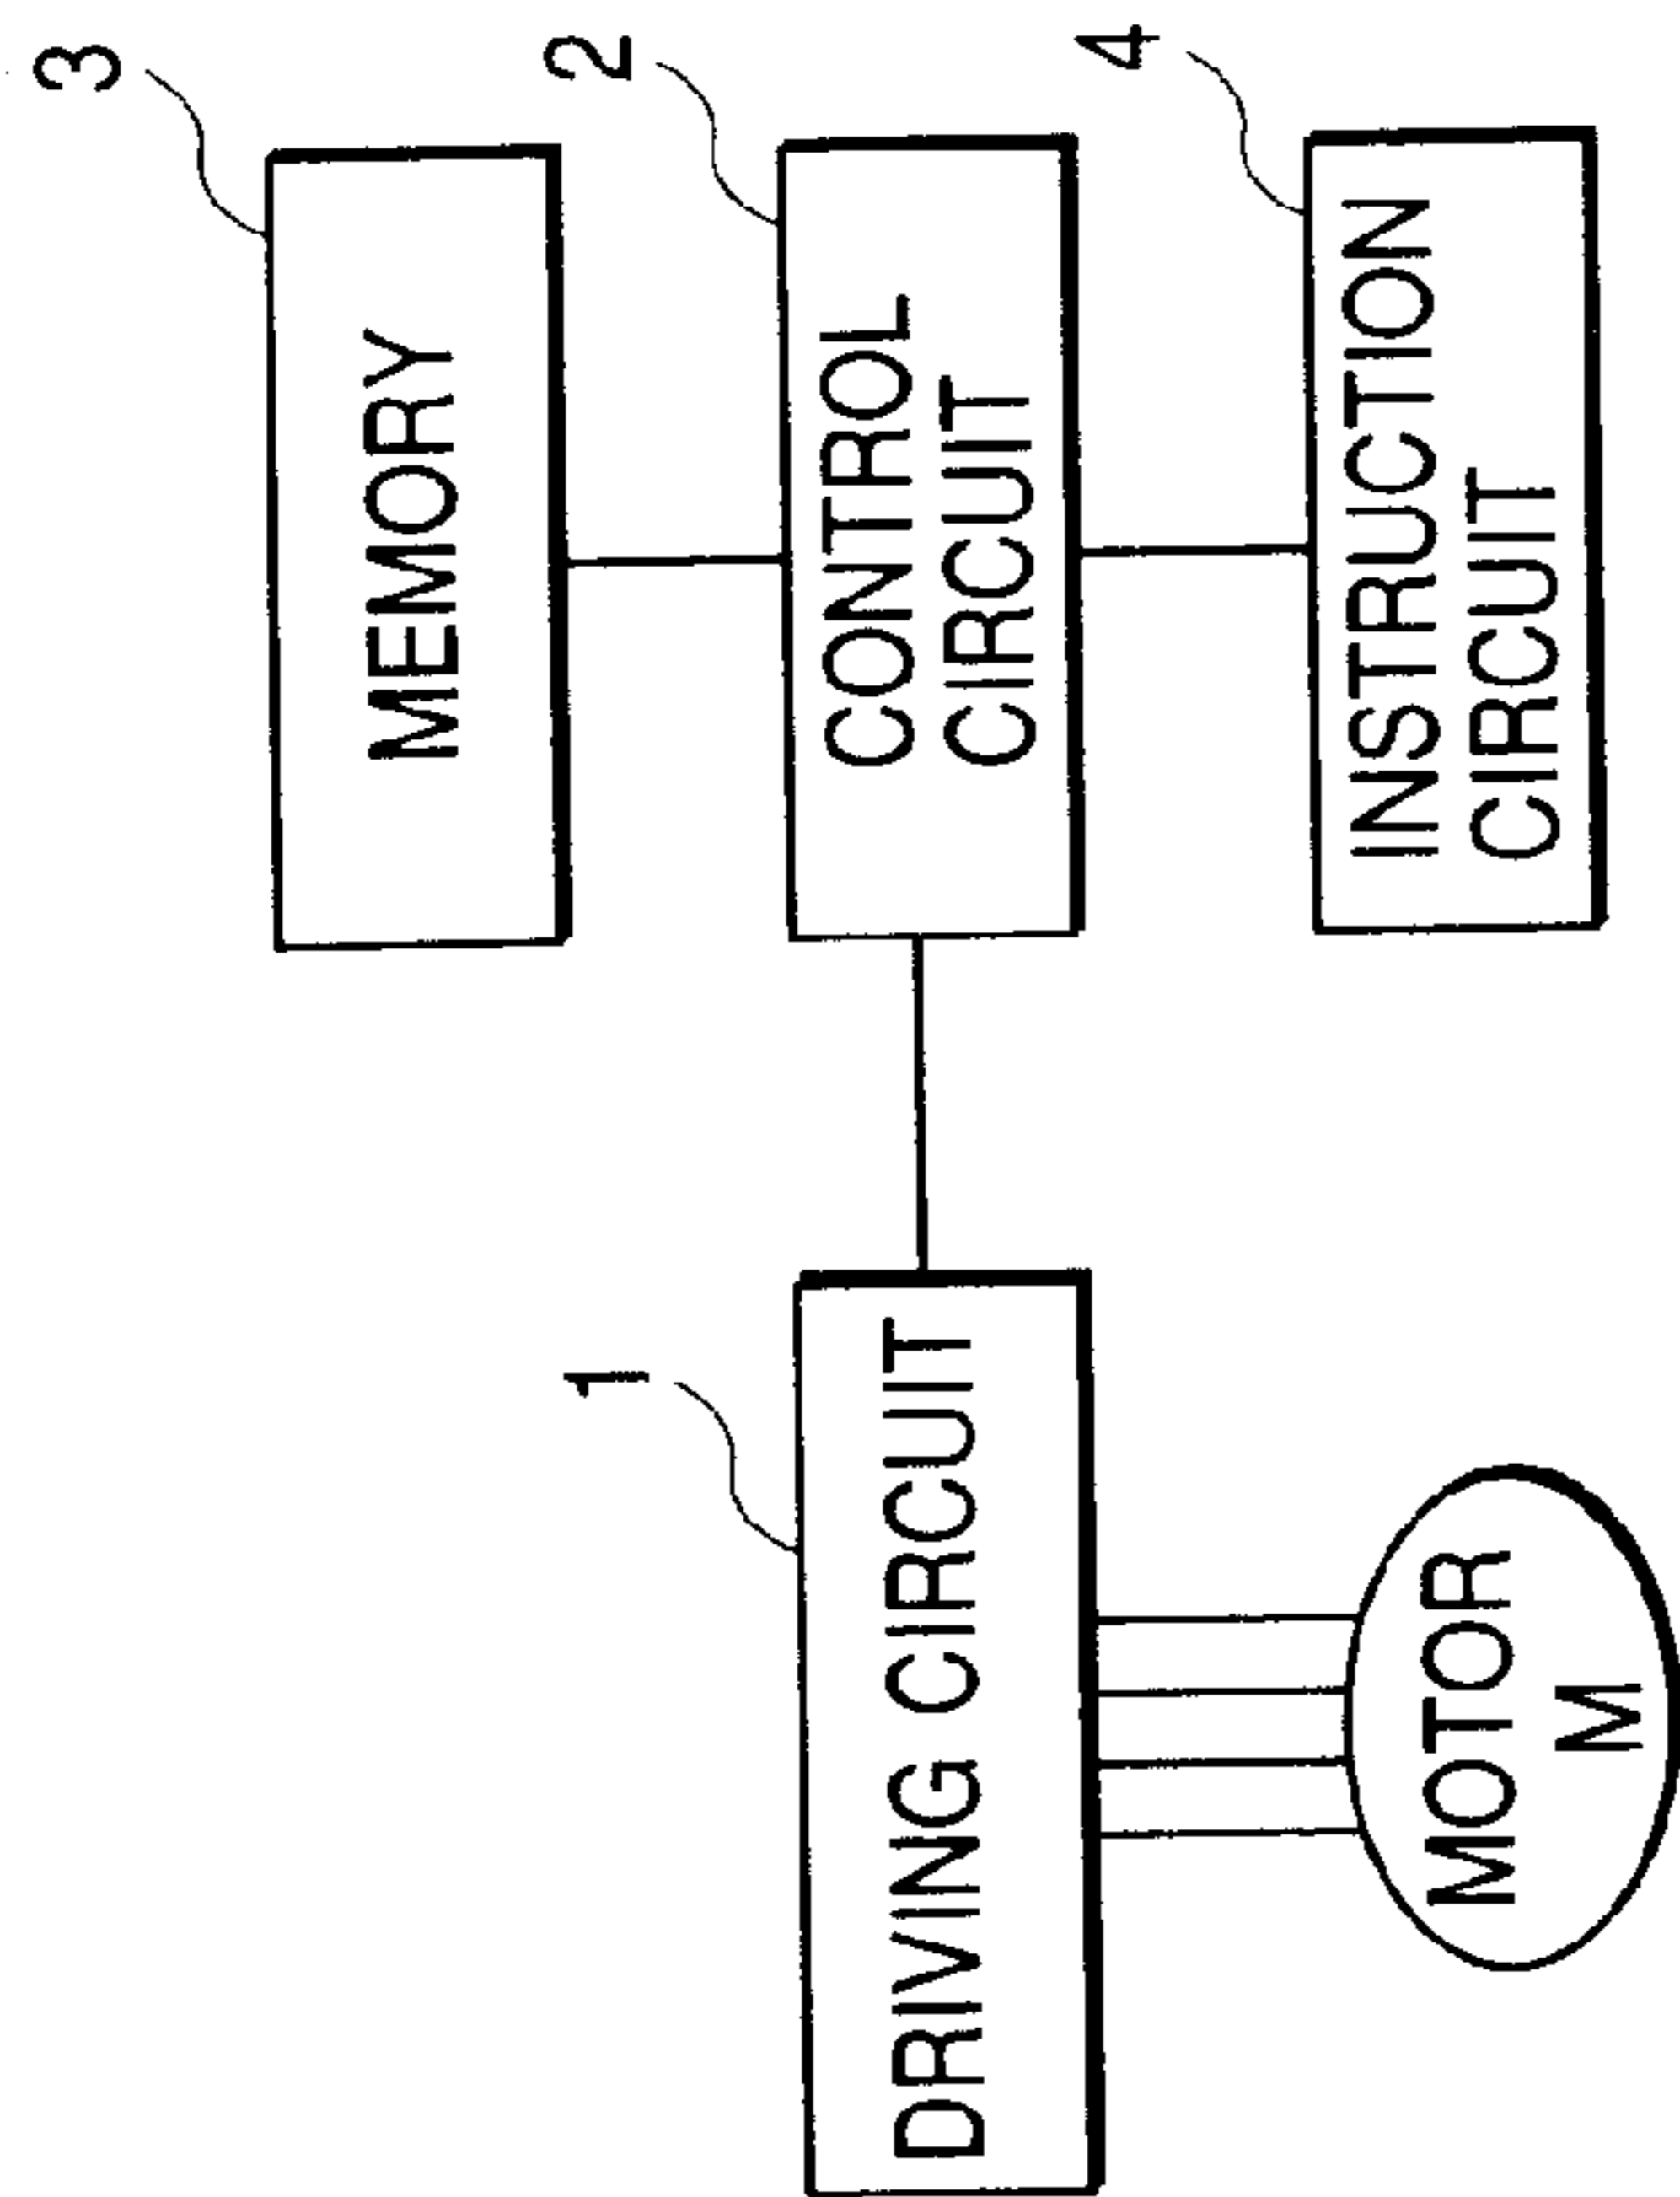 3
MEMORY
2
CONTROL
CIRCUIT
4
INSTRUCTION
CIRCUIT
1
DRIVING CIRCUIT
MOTOR
M